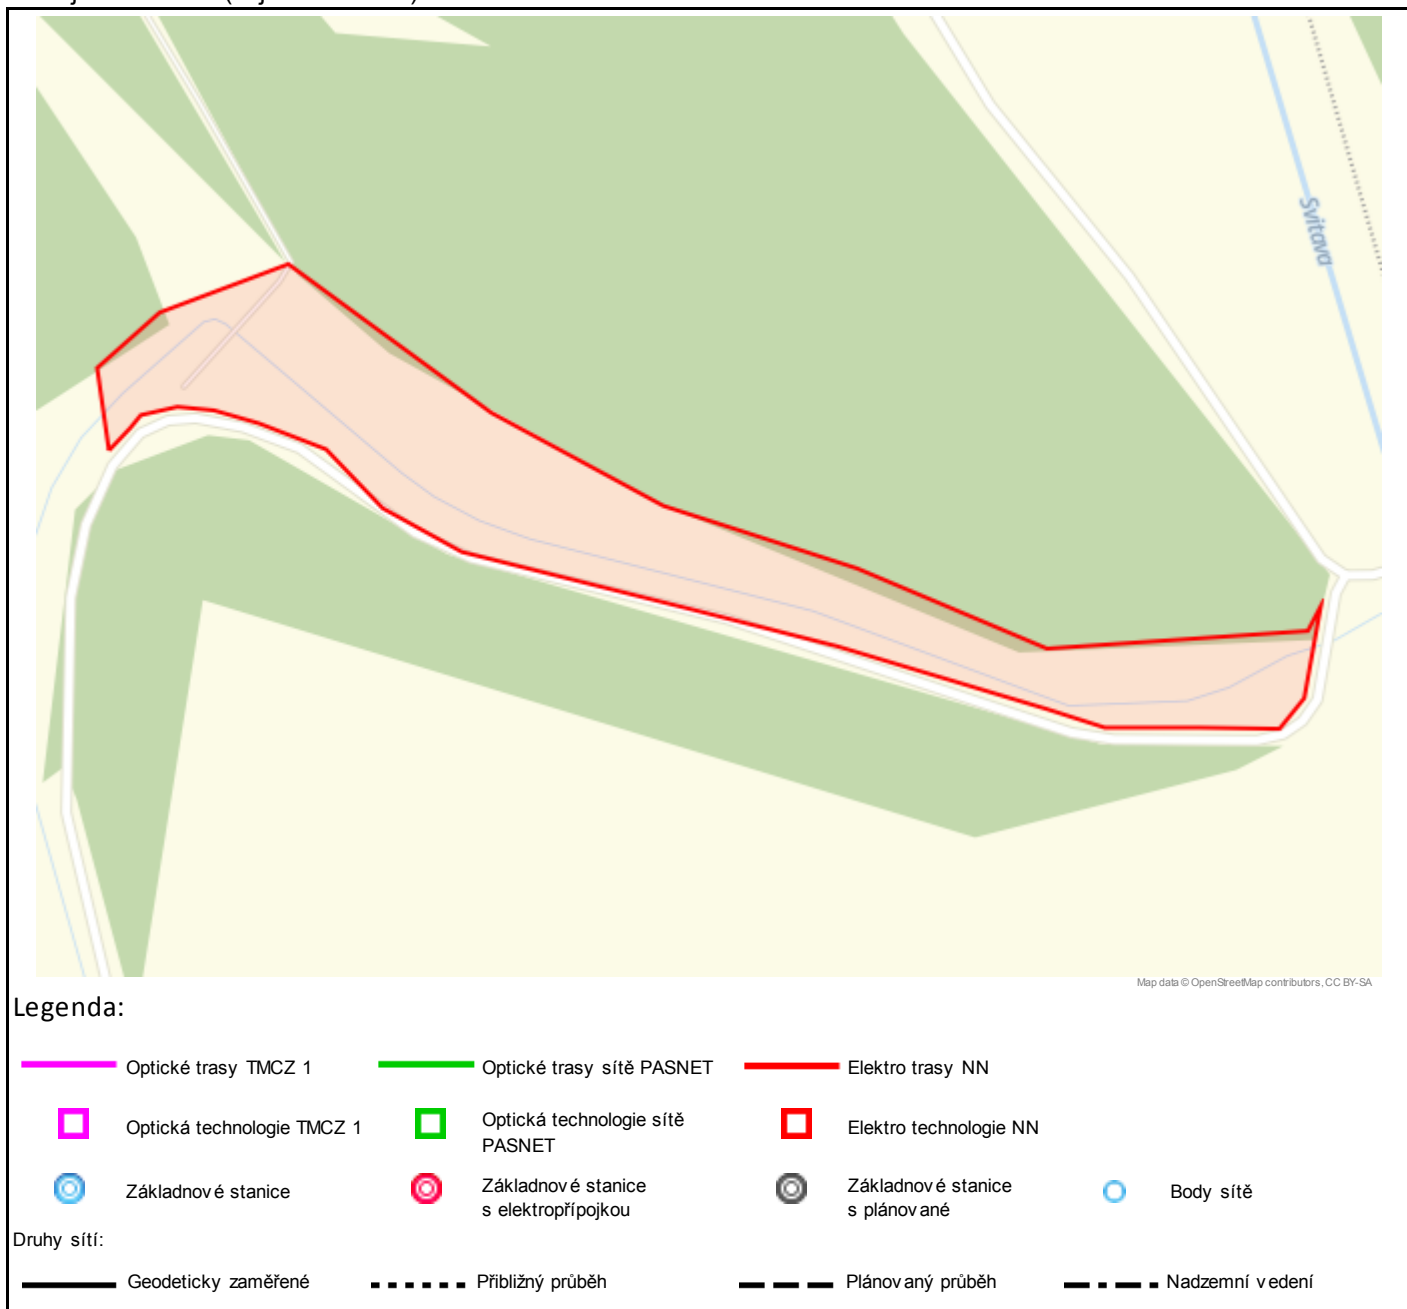 Svitava
Map data © OpenStreetMap contributors, CC BY-SA
Legenda:
Optické trasy TMCZ 1
Optické trasy sítě PASNET
Elektro trasy NN
Optická technologie TMCZ 1
Optická technologie sítě
PASNET
Elektro technologie NN
Základnové stanice
Základnové stanice
s elektropřípojkou
Základnové stanice
s plánované
Body sítě
Druhy sítí:
Geodeticky zaměřené
Přibližný průběh
Plánovaný průběh
Nadzemní vedení